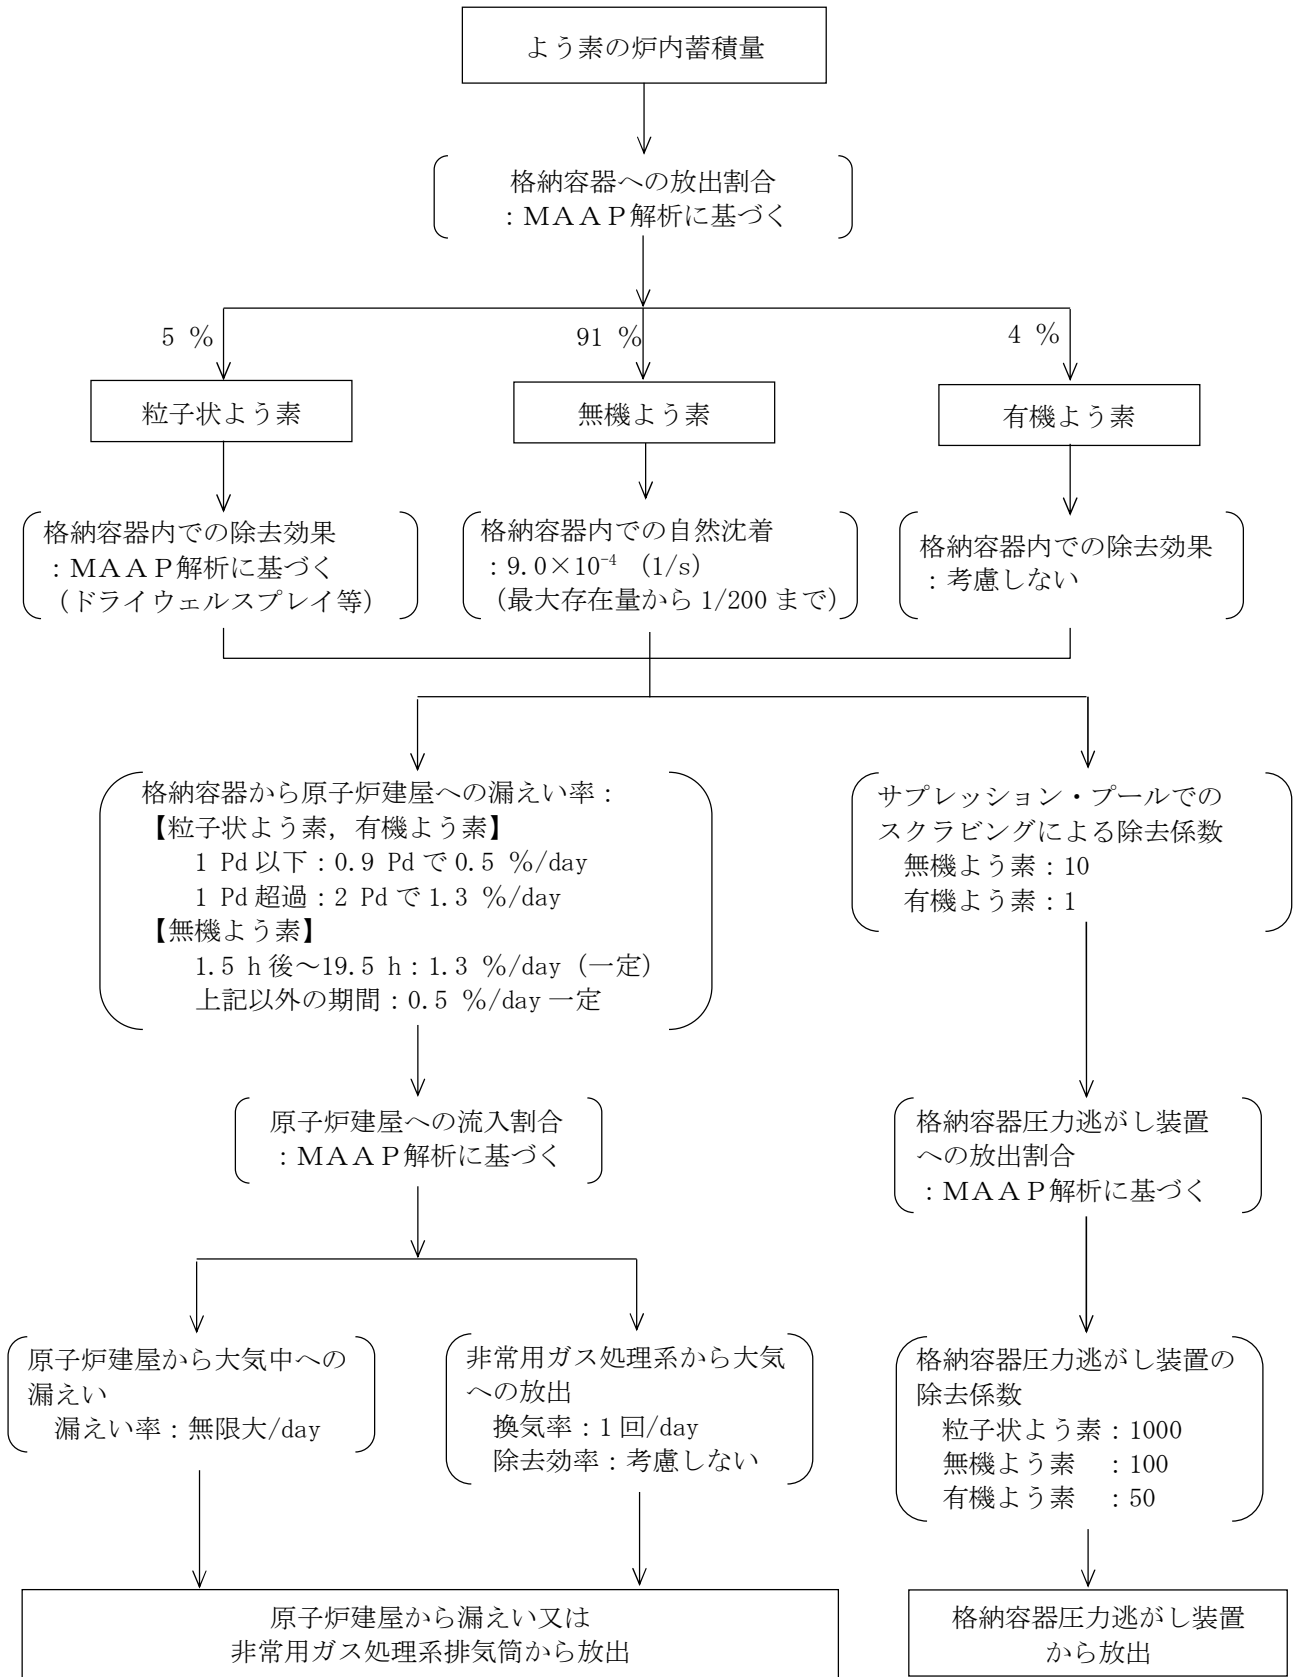 よう素の炉内蓄積量
格納容器への放出割合
：ＭＡＡＰ解析に基づく
5 %
91 %
4 %
粒子状よう素
無機よう素
有機よう素
格納容器内での除去効果
：ＭＡＡＰ解析に基づく
（ドライウェルスプレイ等）
格納容器内での自然沈着
：9.0×10⁻⁴ （1/s）
（最大存在量から 1/200 まで）
格納容器内での除去効果
：考慮しない
格納容器から原子炉建屋への漏えい率：
【粒子状よう素，有機よう素】
1 Pd 以下：0.9 Pd で 0.5 %/day
1 Pd 超過：2 Pd で 1.3 %/day
【無機よう素】
1.5 h 後～19.5 h：1.3 %/day（一定）
上記以外の期間：0.5 %/day 一定
サプレッション・プールでの
スクラビングによる除去係数
無機よう素：10
有機よう素：1
原子炉建屋への流入割合
：ＭＡＡＰ解析に基づく
格納容器圧力逃がし装置
への放出割合
：ＭＡＡＰ解析に基づく
原子炉建屋から大気中への
漏えい
漏えい率：無限大/day
非常用ガス処理系から大気
への放出
換気率：1 回/day
除去効率：考慮しない
格納容器圧力逃がし装置の
除去係数
粒子状よう素：1000
無機よう素　：100
有機よう素　：50
原子炉建屋から漏えい又は
非常用ガス処理系排気筒から放出
格納容器圧力逃がし装置
から放出